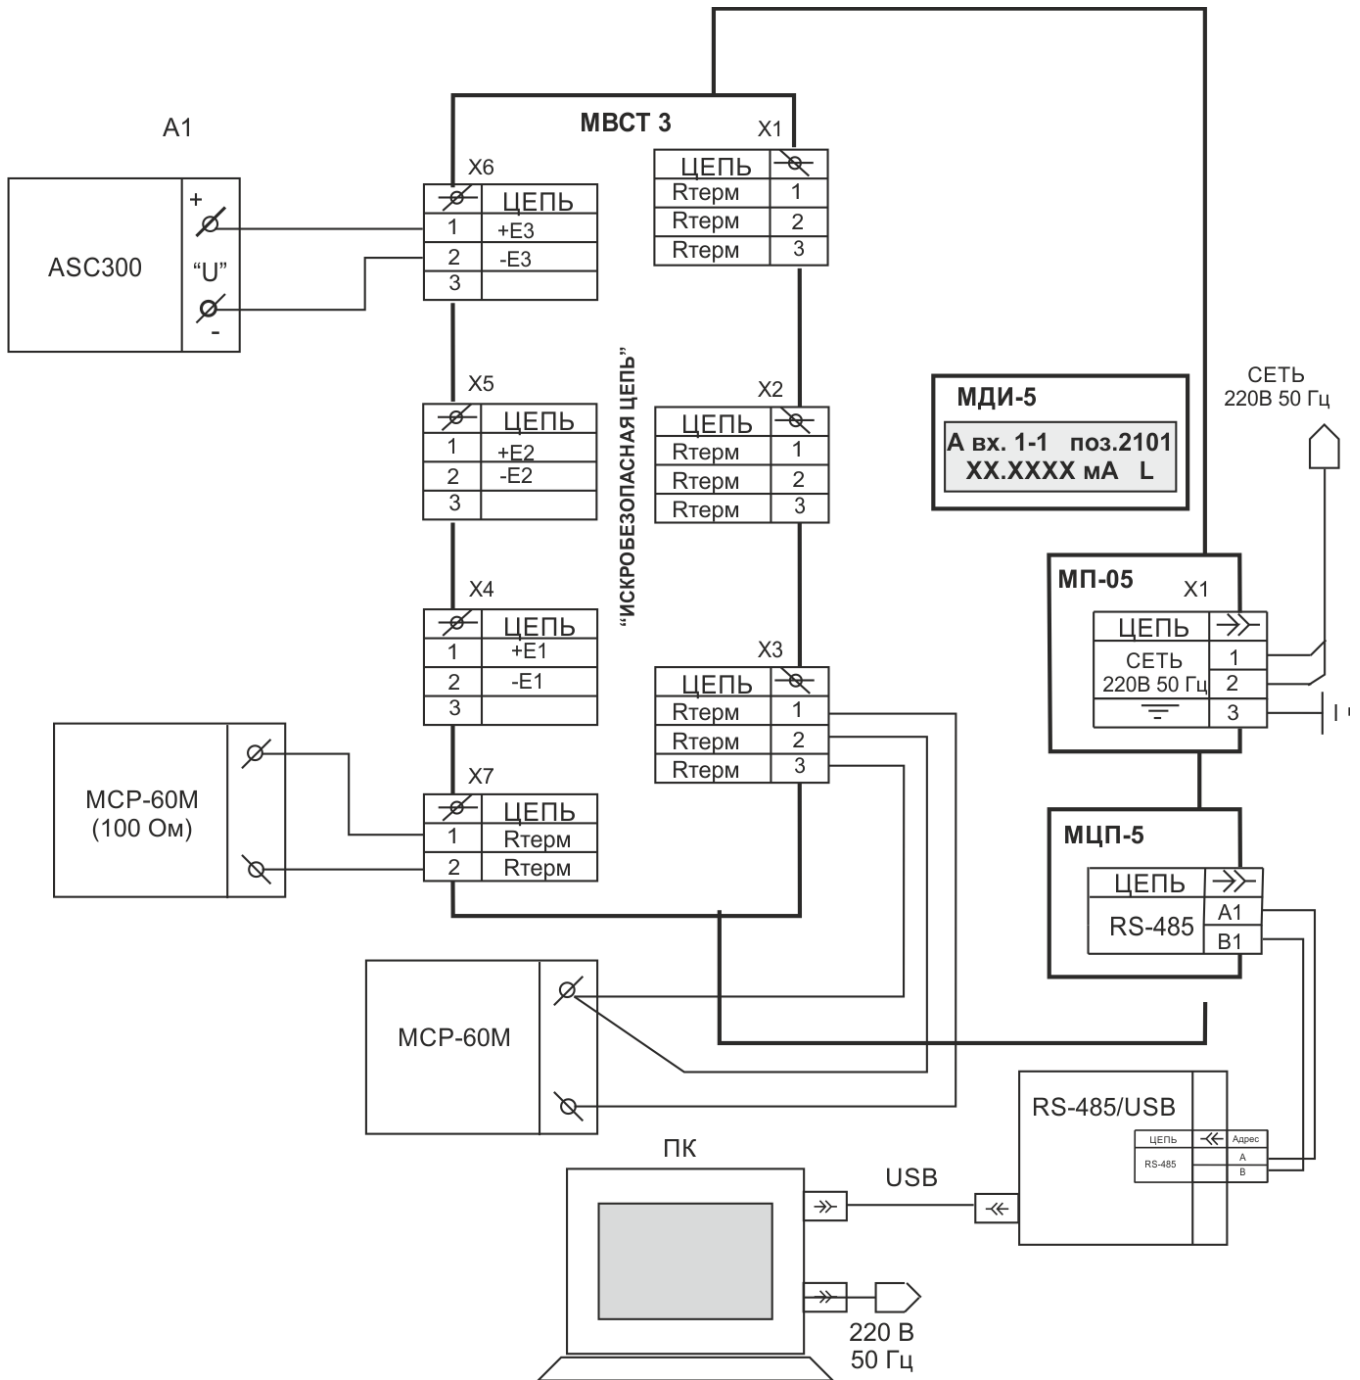 A1
ASC300
+
“U”
-
МВСТ 3
X6
ЦЕПЬ
1 +E3
2 -E3
3
X5
ЦЕПЬ
1 +E2
2 -E2
3
X4
ЦЕПЬ
1 +E1
2 -E1
3
X7
ЦЕПЬ
1 Rтерм
2 Rтерм
“ИСКРОБЕЗОПАСНАЯ ЦЕПЬ”
X1
ЦЕПЬ
Rтерм 1
Rтерм 2
Rтерм 3
X2
ЦЕПЬ
Rтерм 1
Rтерм 2
Rтерм 3
X3
ЦЕПЬ
Rтерм 1
Rтерм 2
Rтерм 3
МСР-60М
(100 Ом)
МСР-60М
МДИ-5
А вх. 1-1 поз.2101
XX.XXXX мА L
СЕТЬ
220В 50 Гц
МП-05
X1
ЦЕПЬ
СЕТЬ
220В 50 Гц
1
2
3
МЦП-5
ЦЕПЬ
RS-485
A1
B1
RS-485/USB
ЦЕПЬ Адрес
RS-485
A
B
ПК
USB
220 В
50 Гц